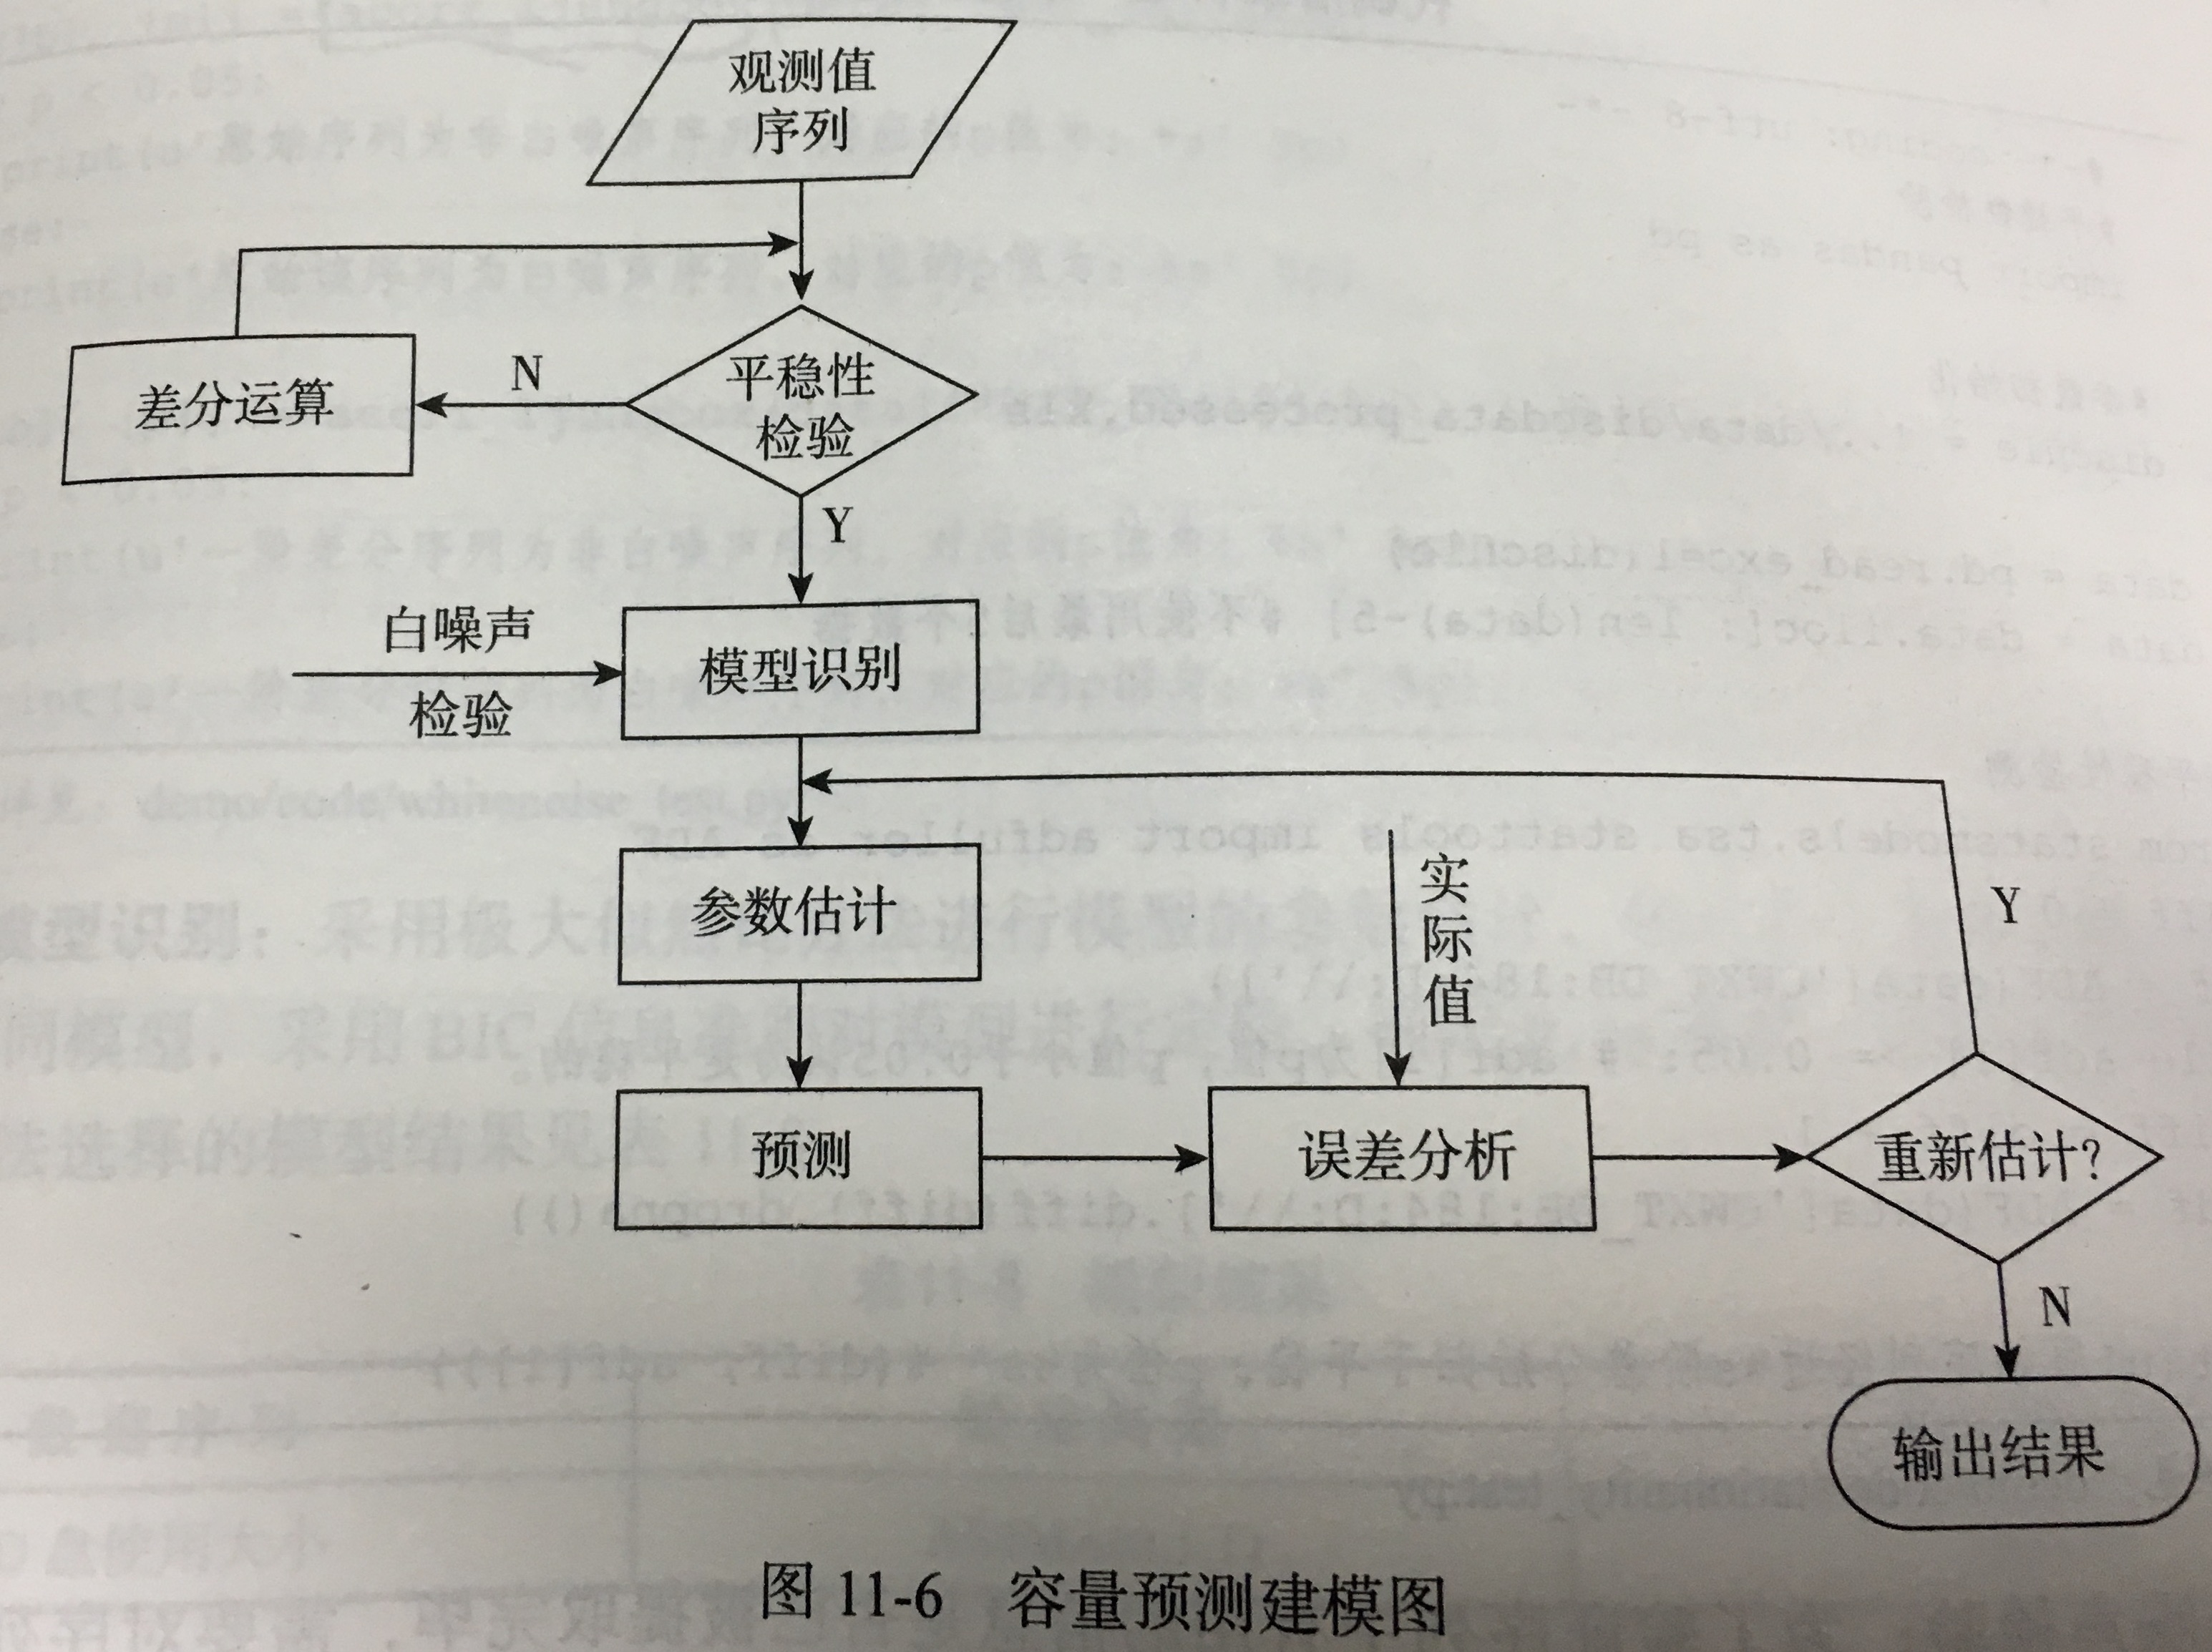 观测值
序列
差分运算
N
平稳性
检验
Y
白噪声
检验
模型识别
参数估计
实际值
Y
预测
误差分析
重新估计?
N
输出结果
图 11-6 容量预测建模图